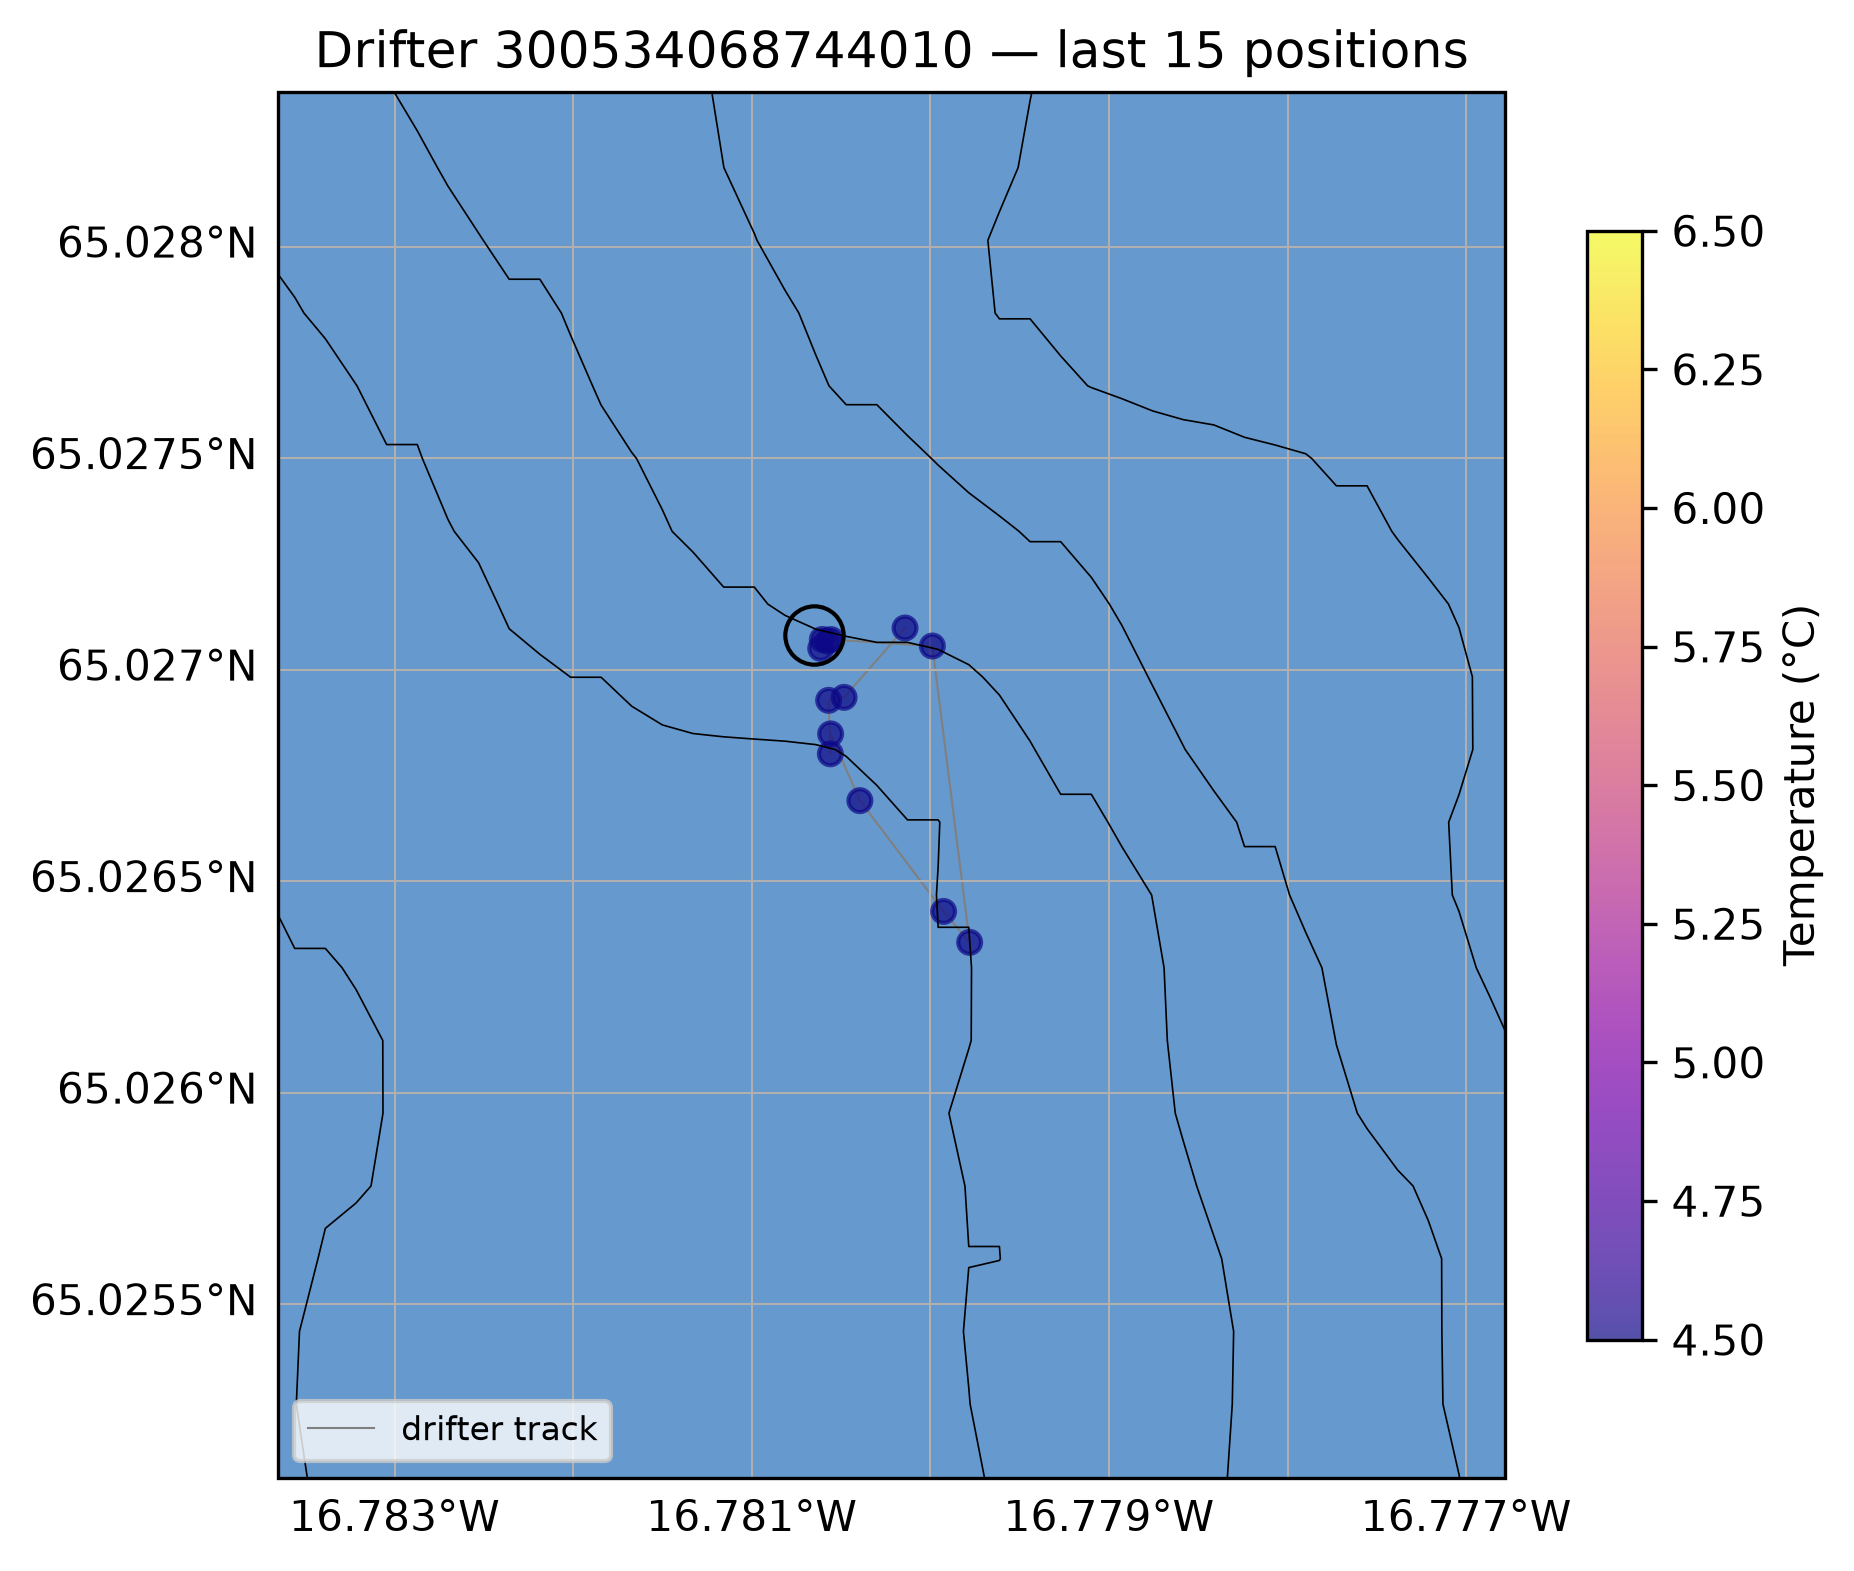 Drifter 300534068744010 — last 15 positions
65.028°N
65.0275°N
65.027°N
65.0265°N
65.026°N
65.0255°N
16.783°W
16.781°W
16.779°W
16.777°W
drifter track
6.50
6.25
6.00
5.75
5.50
5.25
5.00
4.75
4.50
Temperature (°C)